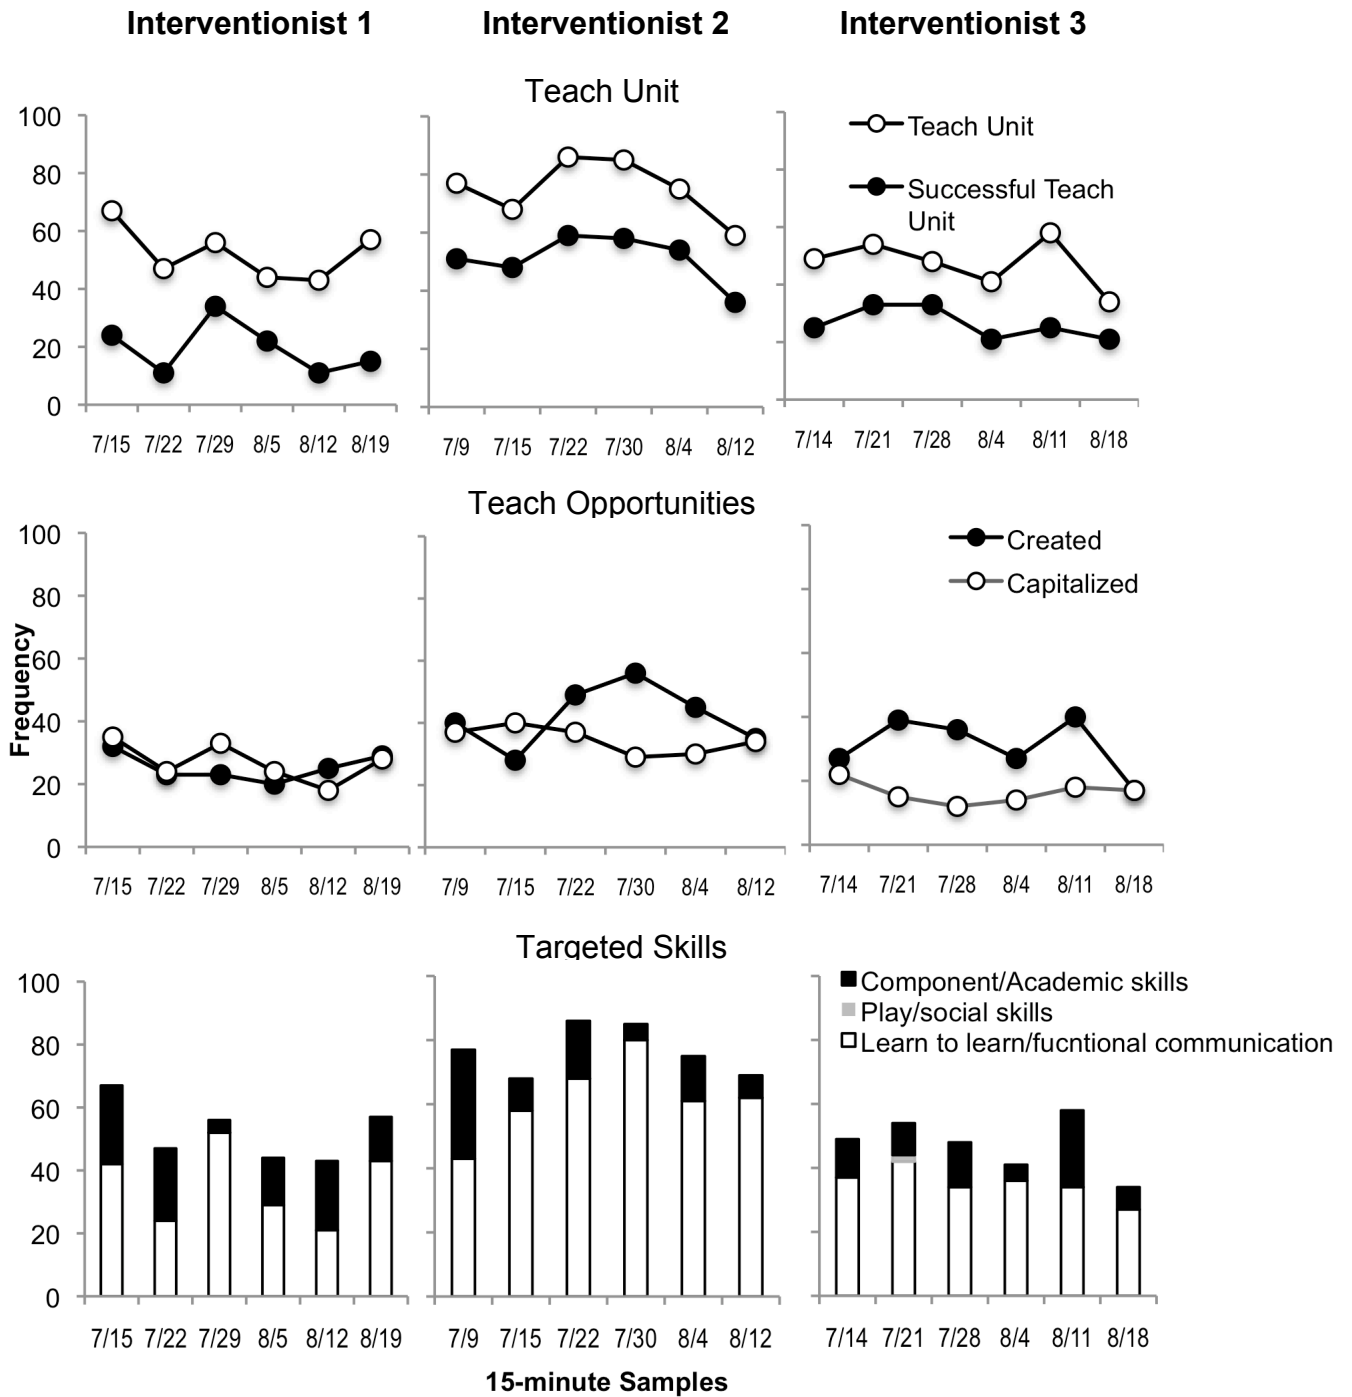 Interventionist 1 Interventionist 2 Interventionist 3
Teach Unit
100
80
60
40
20
0
Teach Unit
Successful Teach
Unit
7/15 7/22 7/29 8/5 8/12 8/19
7/9 7/15 7/22 7/30 8/4 8/12
7/14 7/21 7/28 8/4 8/11 8/18
Teach Opportunities
Frequency
100
80
60
40
20
0
Created
Capitalized
7/15 7/22 7/29 8/5 8/12 8/19
7/9 7/15 7/22 7/30 8/4 8/12
7/14 7/21 7/28 8/4 8/11 8/18
Targeted Skills
100
80
60
40
20
0
Component/Academic skills
Play/social skills
Learn to learn/fucntional communication
7/15 7/22 7/29 8/5 8/12 8/19
7/9 7/15 7/22 7/30 8/4 8/12
7/14 7/21 7/28 8/4 8/11 8/18
15-minute Samples